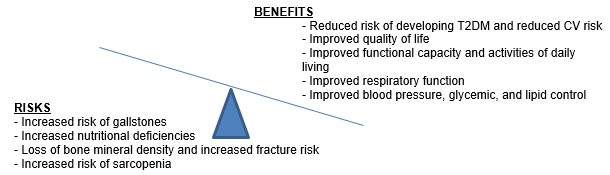 BENEFITS
- Reduced risk of developing T2DM and reduced CV risk
- Improved quality of life
- Improved functional capacity and activities of daily
living
- Improved respiratory function
- Improved blood pressure, glycemic, and lipid control
RISKS
- Increased risk of gallstones
- Increased nutritional deficiencies
- Loss of bone mineral density and increased fracture risk
- Increased risk of sarcopenia